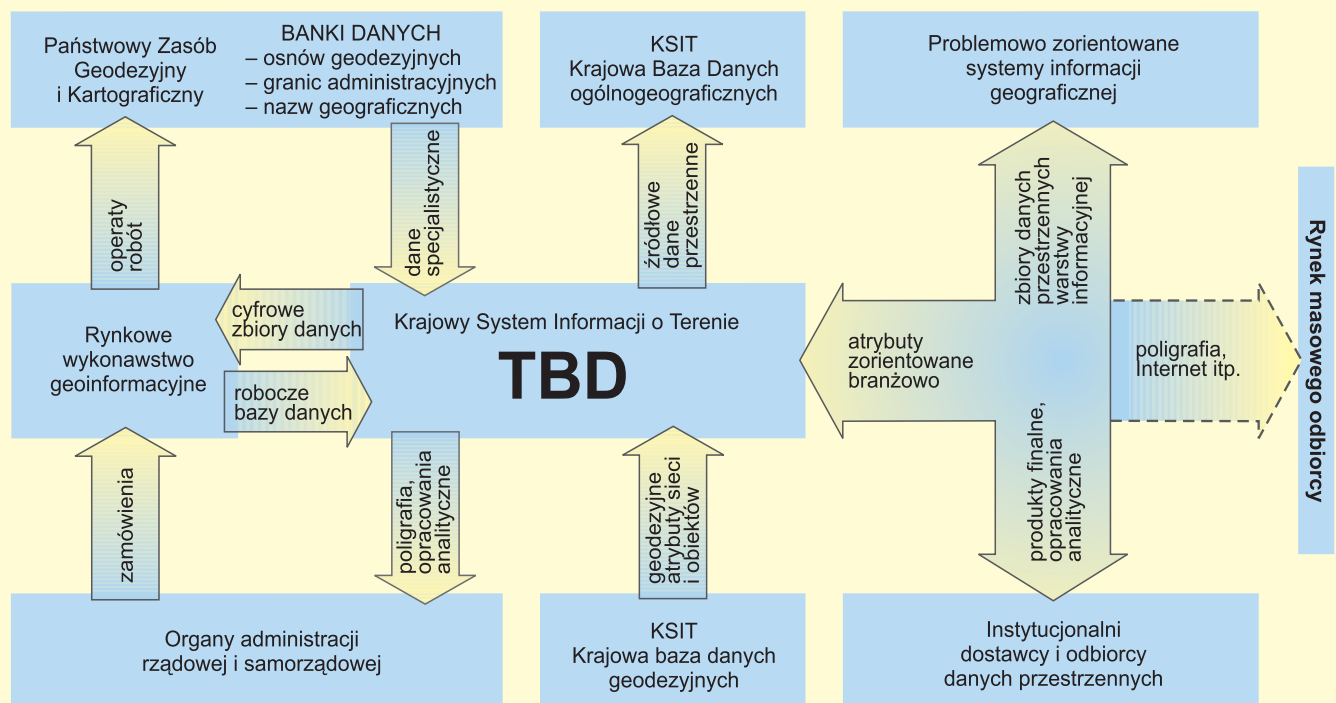 Państwowy Zasób
Geodezyjny
i Kartograficzny
BANKI DANYCH
– osnów geodezyjnych
– granic administracyjnych
– nazw geograficznych
KSIT
Krajowa Baza Danych
ogólnogeograficznych
Problemowo zorientowane
systemy informacji
geograficznej
operaty
robót
dane
specjalistyczne
źródłowe
dane
przestrzenne
zbiory danych
przestrzennych
warstwy
informacyjnej
Rynkowe
wykonawstwo
geoinformacyjne
cyfrowe
zbiory danych
robocze
bazy danych
Krajowy System Informacji o Terenie
TBD
atrybuty
zorientowane
branżowo
poligrafia,
Internet itp.
Rynek masowego odbiorcy
zamówienia
poligrafia,
opracowania
analityczne
geodezyjne
atrybuty sieci
i obiektów
produkty finalne,
opracowania
analityczne
Organy administracji
rządowej i samorządowej
KSIT
Krajowa baza danych
geodezyjnych
Instytucjonalni
dostawcy i odbiorcy
danych przestrzennych